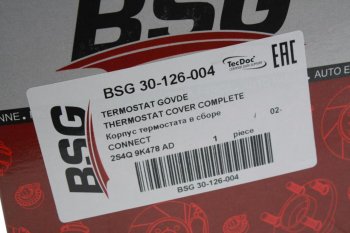 BSG
BSG
BSG 30-126-004
TecDoc
EAC
TERMOSTAT GÖVDE
THERMOSTAT COVER COMPLETE
Корпус термостата в сборе / 02-
CONNECT
2S4Q 9K478 AD 1 piece
BSG 30-126-004
AUTO